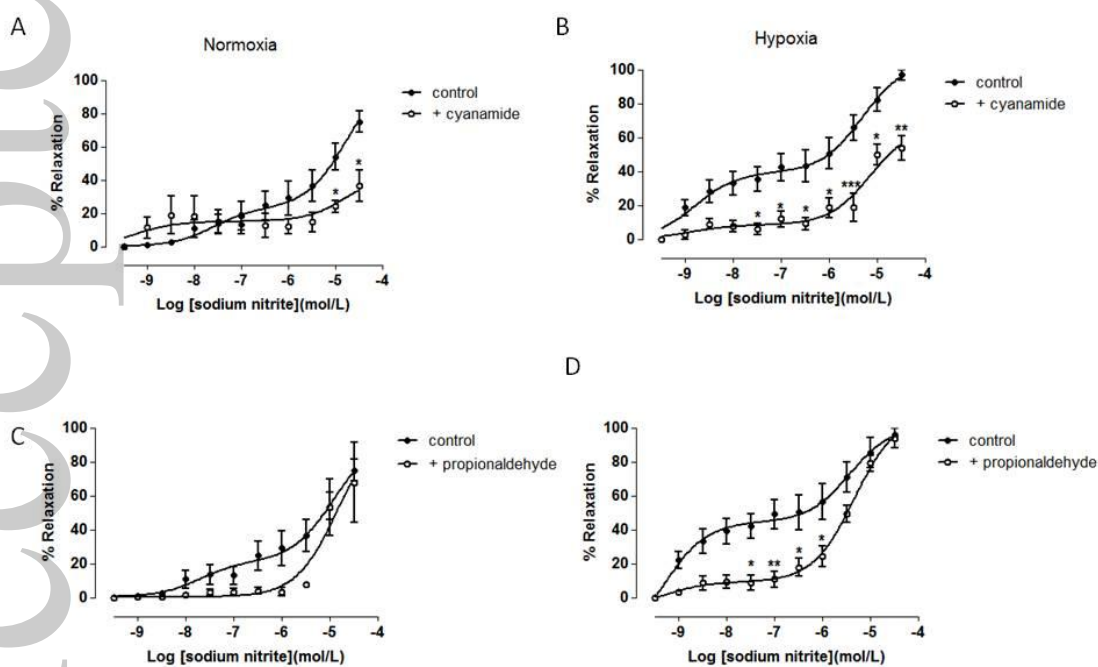 A
Normoxia
100
80
60
40
20
0
% Relaxation
control
+ cyanamide
*
*
-9 -8 -7 -6 -5 -4
Log [sodium nitrite](mol/L)
B
Hypoxia
100
80
60
40
20
0
% Relaxation
control
+ cyanamide
* * * * *** * **
-9 -8 -7 -6 -5 -4
Log [sodium nitrite](mol/L)
C
100
80
60
40
20
0
% Relaxation
control
+ propionaldehyde
-9 -8 -7 -6 -5 -4
Log [sodium nitrite](mol/L)
D
100
80
60
40
20
0
% Relaxation
control
+ propionaldehyde
* ** * *
-9 -8 -7 -6 -5 -4
Log [sodium nitrite](mol/L)